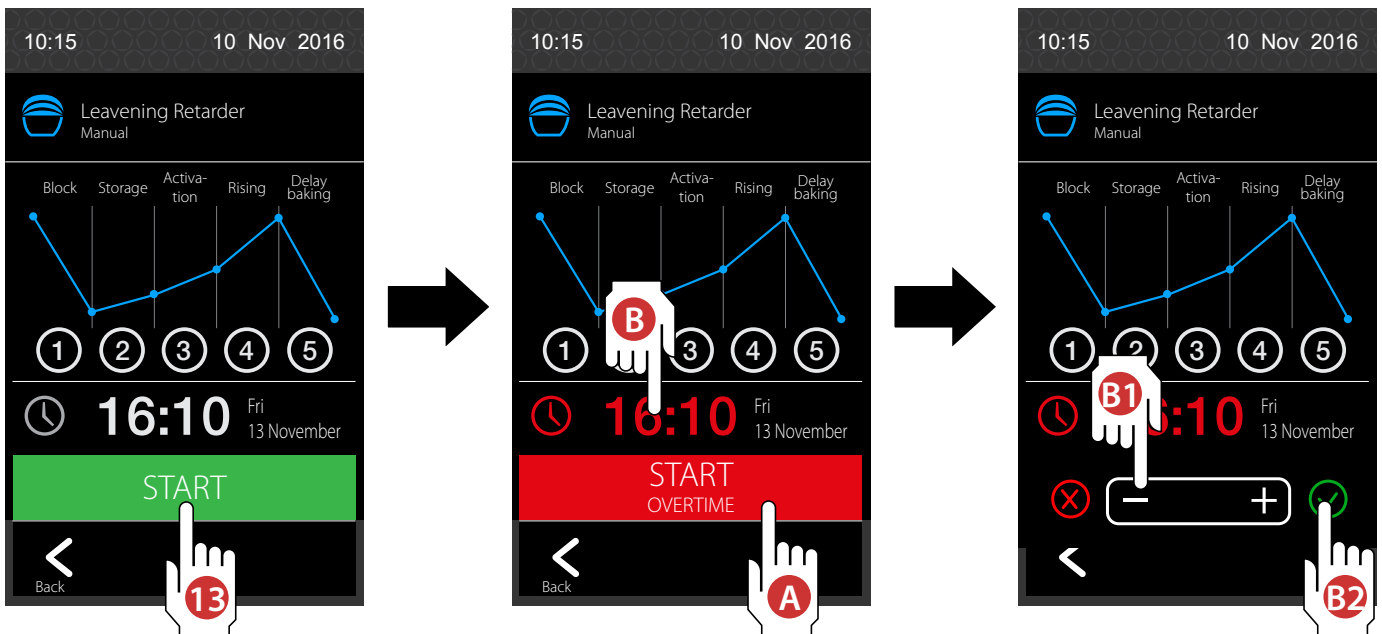 10:15 10 Nov 2016
Leavening Retarder
Manual
Block Storage Activa-
tion Rising Delay
baking
1 2 3 4 5
16:10 Fri
13 November
START
Back
13
10:15 10 Nov 2016
Leavening Retarder
Manual
Block Storage Activa-
tion Rising Delay
baking
B
1 3 4 5
16:10 Fri
13 November
START
OVERTIME
Back
A
10:15 10 Nov 2016
Leavening Retarder
Manual
Block Storage Activa-
tion Rising Delay
baking
1 2 3 4 5
B1
:10 Fri
13 November
− +
B2